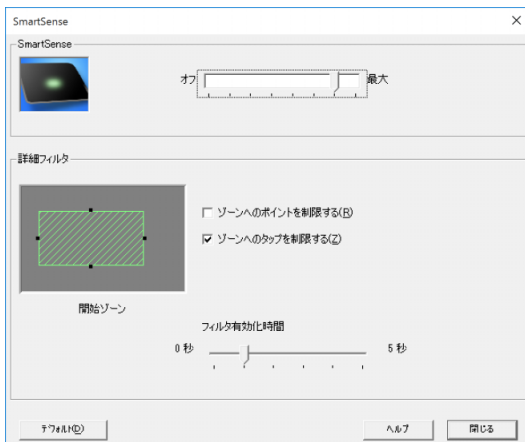 SmartSense
SmartSense
オフ 最大
詳細フィルタ
ゾーンへのポイントを制限する(R)
ゾーンへのタップを制限する(Z)
開始ゾーン
フィルタ有効化時間
0 秒 5 秒
デフォルト(D) ヘルプ 閉じる